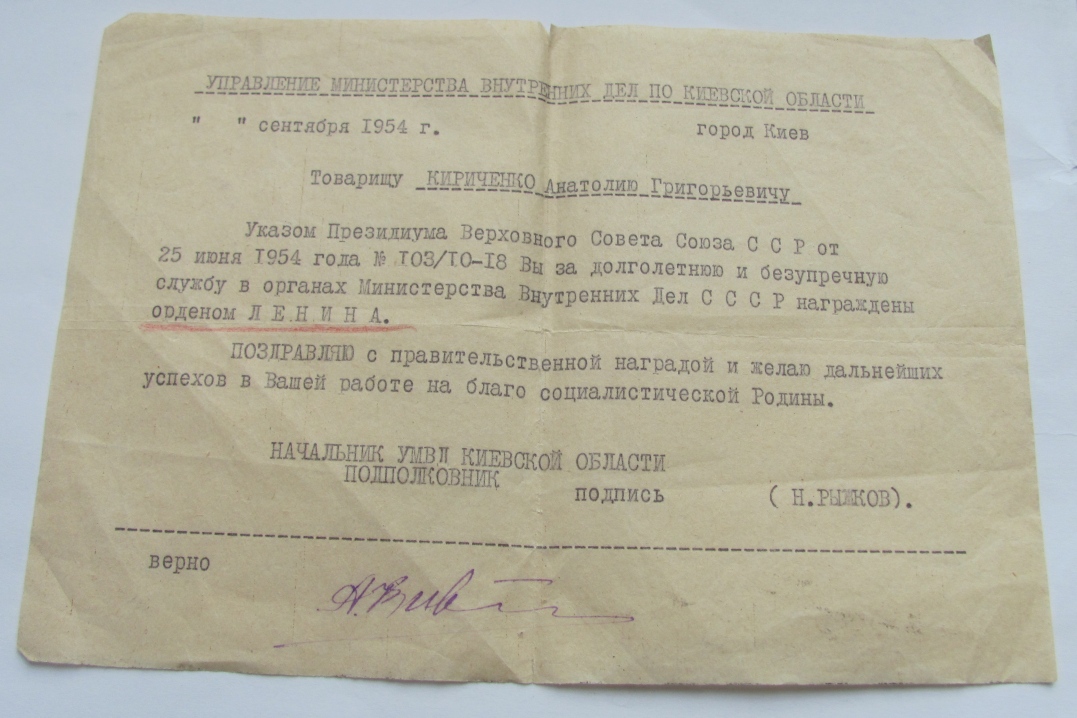 УПРАВЛЕНИЕ МИНИСТЕРСТВА ВНУТРЕННИХ ДЕЛ ПО КИЕВСКОЙ ОБЛАСТИ
" " сентября 1954 г. город Киев
Товарищу КИРИЧЕНКО Анатолию Григорьевичу
Указом Президиума Верховного Совета Союза С С Р от
25 июня 1954 года № 103/10-18 Вы за долголетнюю и безупречную
службу в органах Министерства Внутренних Дел С С С Р награждены
орденом Л Е Н И Н А.
ПОЗДРАВЛЯЮ с правительственной наградой и желаю дальнейших
успехов в Вашей работе на благо социалистической Родины.
НАЧАЛЬНИК УМВД КИЕВСКОЙ ОБЛАСТИ
ПОДПОЛКОВНИК
подпись ( Н.РЫЖКОВ).
верно